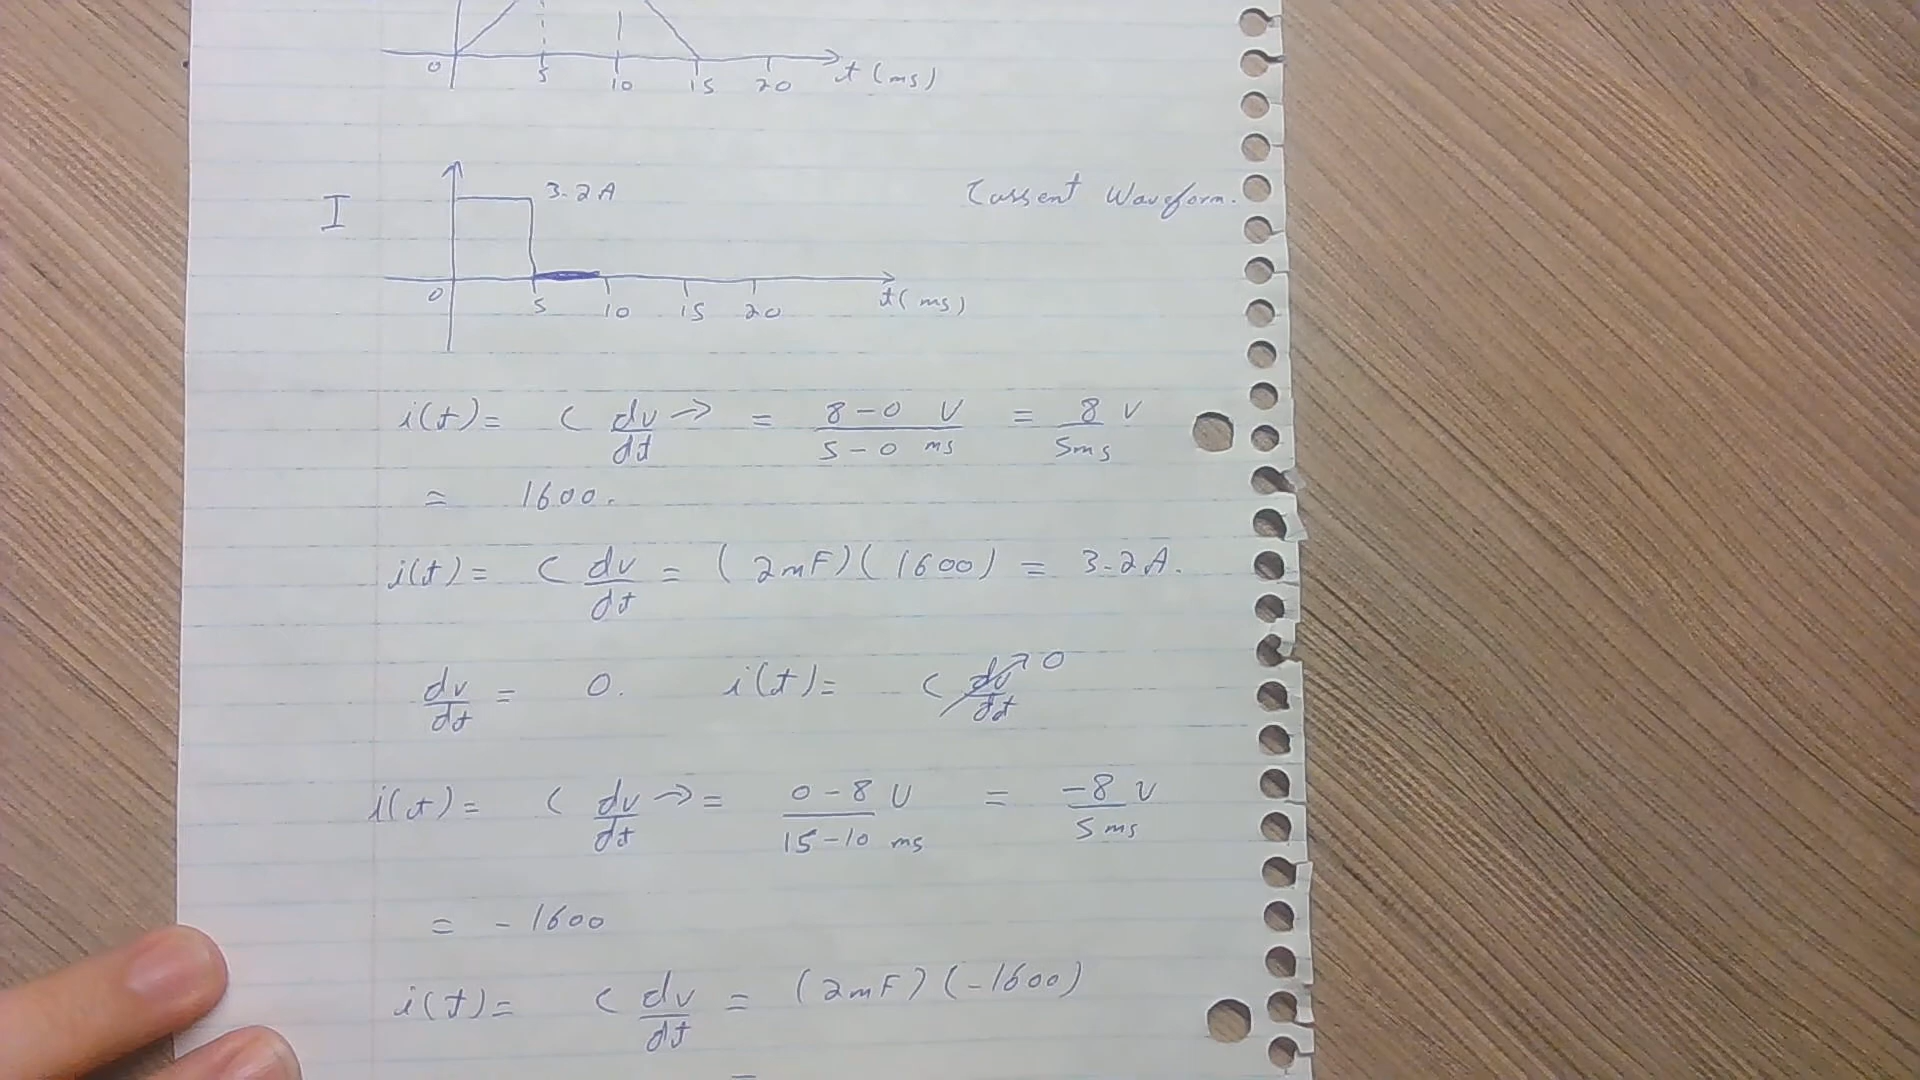 0 5 10 15 20 t (ms)
3.2A
I Current Waveform.
0 5 10 15 20 t(ms)
i(t) = C dv/dt → = 8-0 V / 5-0 ms = 8 V / 5ms
= 1600.
i(t) = C dv/dt = (2mF)(1600) = 3.2A.
dv/dt = 0. i(t) = C dv/dt ↗ 0
i(t) = C dv/dt → = 0-8 V / 15-10 ms = -8 V / 5 ms
= -1600
i(t) = C dv/dt = (2mF)(-1600)